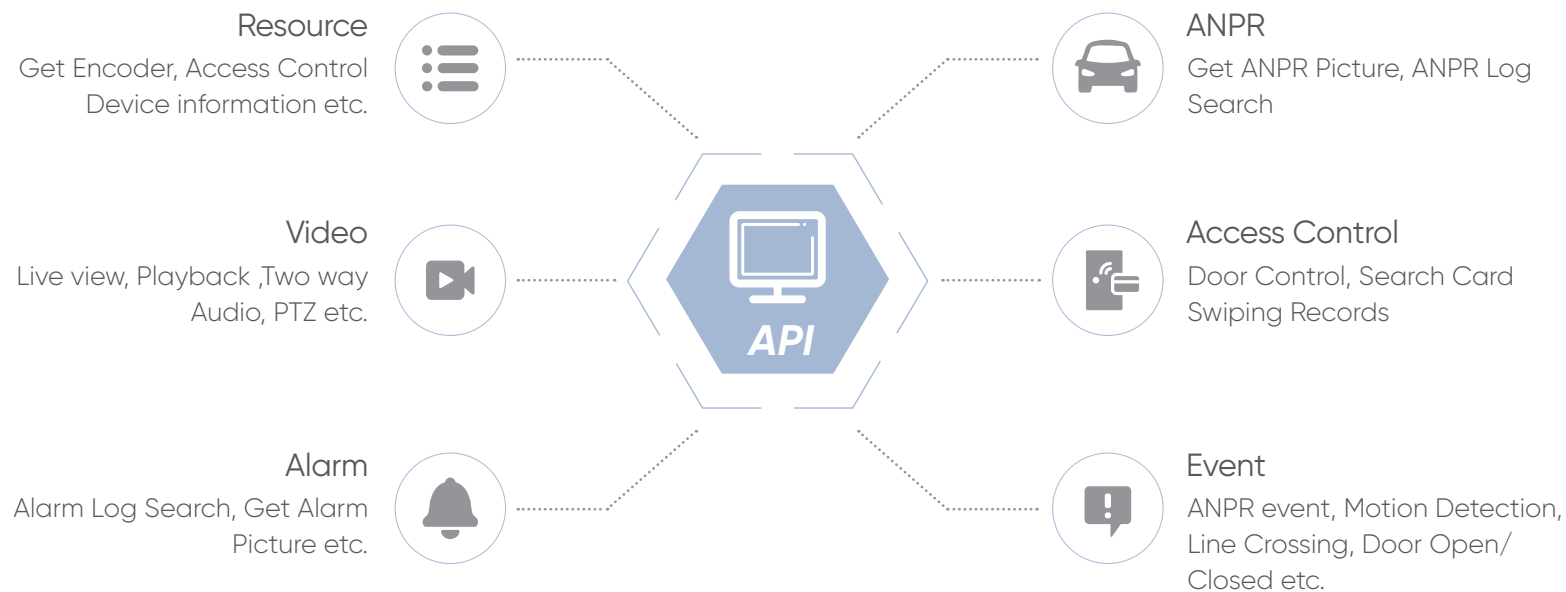 Resource
Get Encoder, Access Control
Device information etc.
Video
Live view, Playback ,Two way
Audio, PTZ etc.
Alarm
Alarm Log Search, Get Alarm
Picture etc.
API
ANPR
Get ANPR Picture, ANPR Log
Search
Access Control
Door Control, Search Card
Swiping Records
Event
ANPR event, Motion Detection,
Line Crossing, Door Open/
Closed etc.